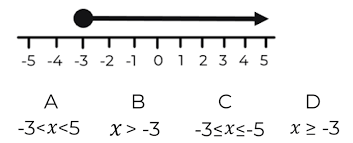 -5 -4 -3 -2 -1 0 1 2 3 4 5
A B C D
-3<x<5 x > -3 -3≤x≤-5 x ≥ -3